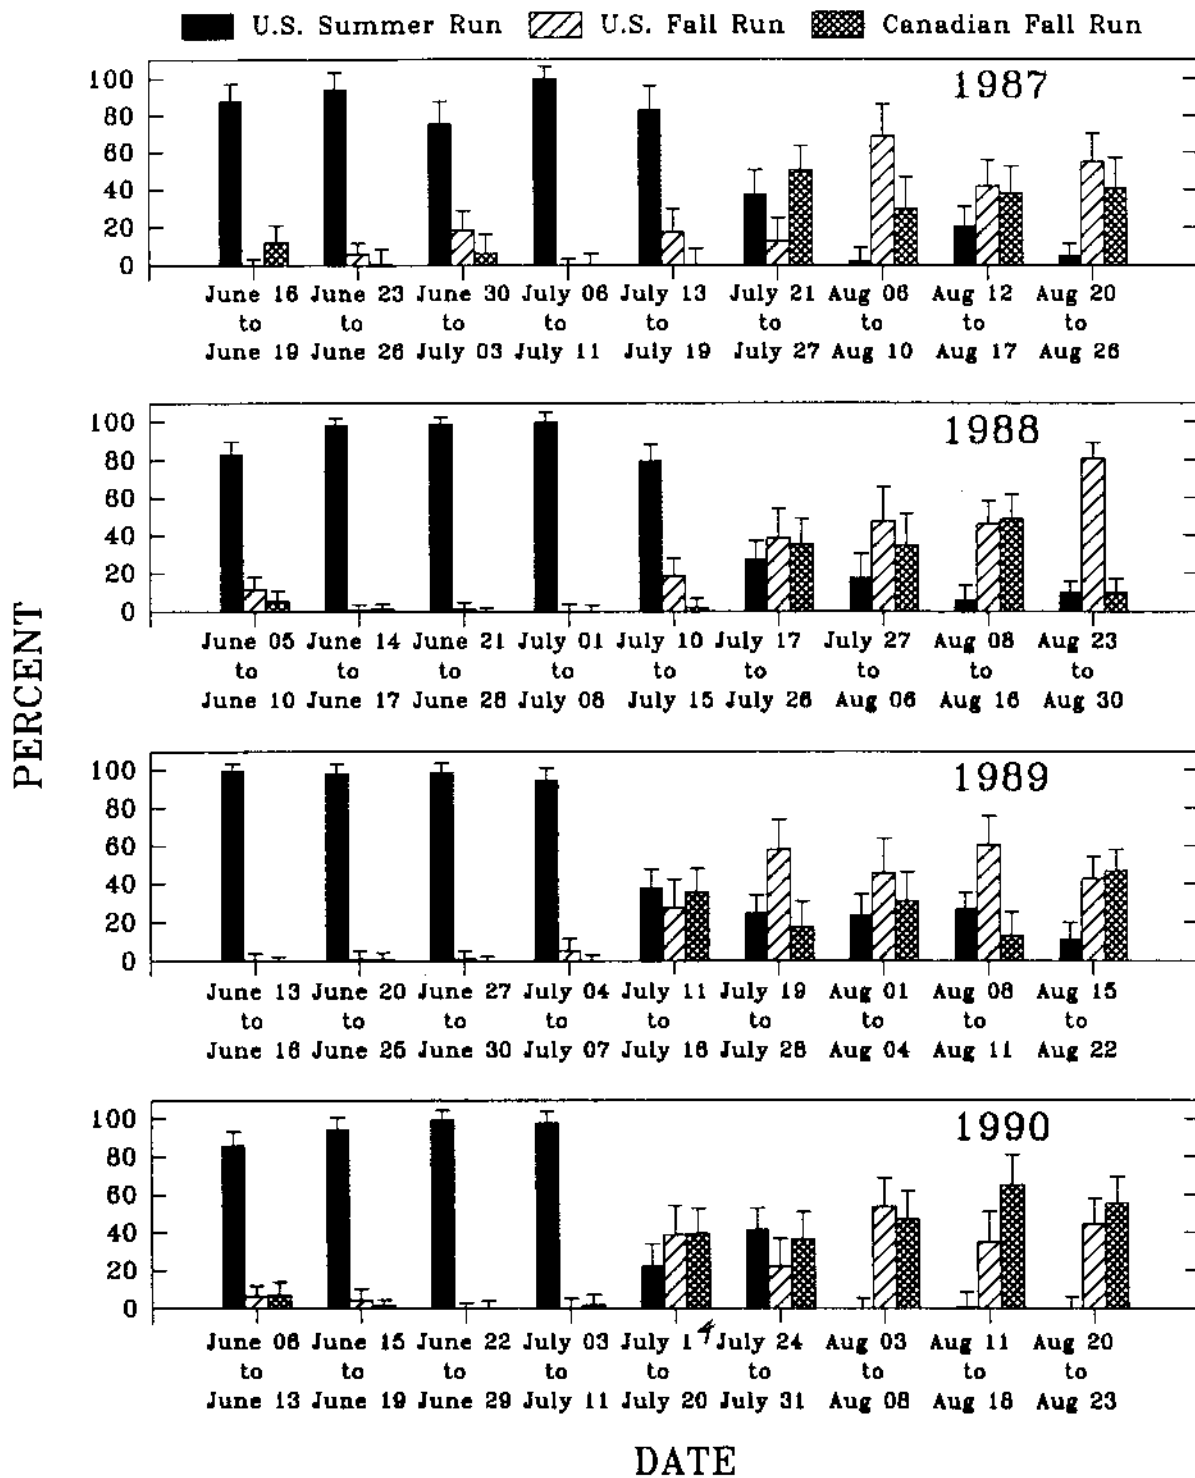 U.S. Summer Run U.S. Fall Run Canadian Fall Run
PERCENT
1987
100
80
60
40
20
0
June 16 June 23 June 30 July 06 July 13 July 21 Aug 06 Aug 12 Aug 20
to to to to to to to to to
June 19 June 26 July 03 July 11 July 19 July 27 Aug 10 Aug 17 Aug 26
1988
100
80
60
40
20
0
June 05 June 14 June 21 July 01 July 10 July 17 July 27 Aug 08 Aug 23
to to to to to to to to to
June 10 June 17 June 28 July 08 July 15 July 26 Aug 06 Aug 16 Aug 30
1989
100
80
60
40
20
0
June 13 June 20 June 27 July 04 July 11 July 19 Aug 01 Aug 08 Aug 15
to to to to to to to to to
June 16 June 25 June 30 July 07 July 16 July 28 Aug 04 Aug 11 Aug 22
1990
100
80
60
40
20
0
June 06 June 15 June 22 July 03 July 14 July 24 Aug 03 Aug 11 Aug 20
to to to to to to to to to
June 13 June 19 June 29 July 11 July 20 July 31 Aug 08 Aug 18 Aug 23
DATE